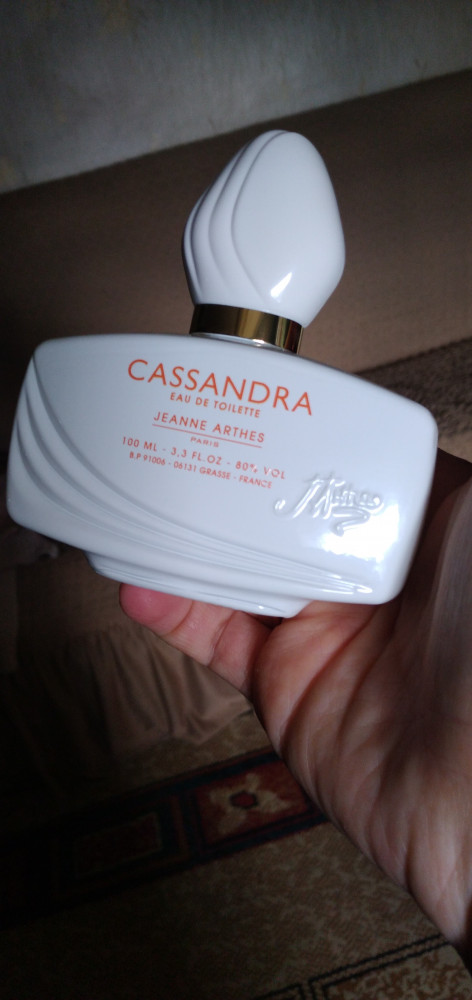 CASSANDRA
EAU DE TOILETTE
JEANNE ARTHES
PARIS
100 ML - 3,3 FL.OZ - 80% VOL
B.P 91006 - 06131 GRASSE - FRANCE